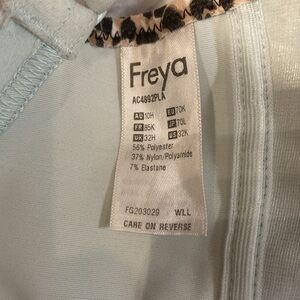 Freya
AC4892PLA
AU 10H EU 70K
FR 85K JP 70L
UK 32H US 32K
56% Polyester
37% Nylon/Polyamide
7% Elastane
FG203029 WLL
CARE ON REVERSE